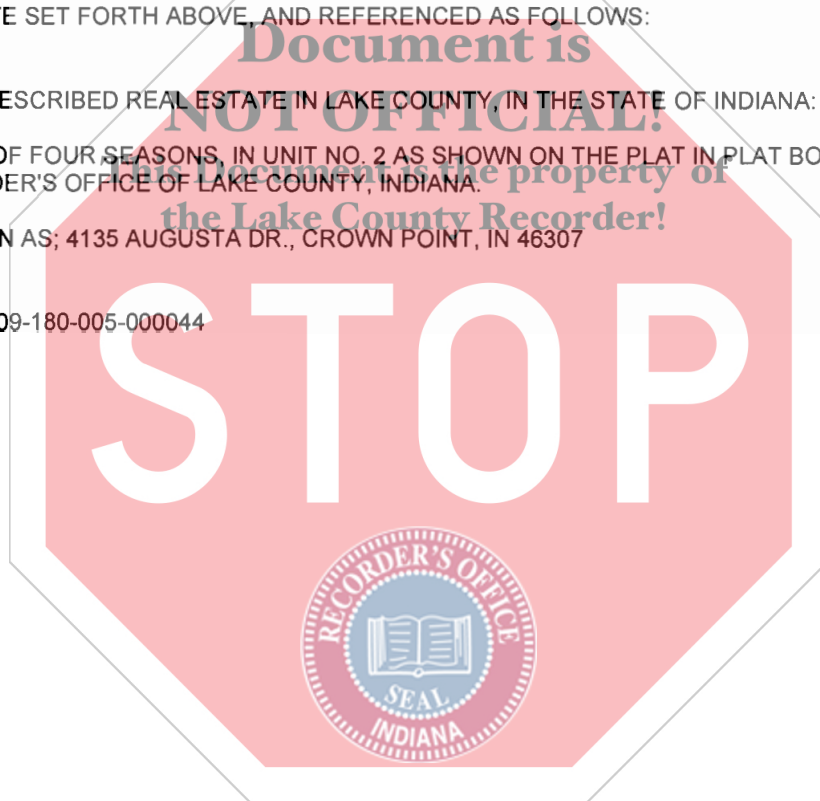 E SET FORTH ABOVE, AND REFERENCED AS FOLLOWS:
Document is
ESCRIBED REAL ESTATE IN LAKE COUNTY, IN THE STATE OF INDIANA:
NOT OFFICIAL!
OF FOUR SEASONS, IN UNIT NO. 2 AS SHOWN ON THE PLAT IN PLAT BO
This Document is the property of
ER'S OFFICE OF LAKE COUNTY, INDIANA.
the Lake County Recorder!
N AS; 4135 AUGUSTA DR., CROWN POINT, IN 46307
09-180-005-000044
STOP
RECORDER'S OFFICE
SEAL
INDIANA